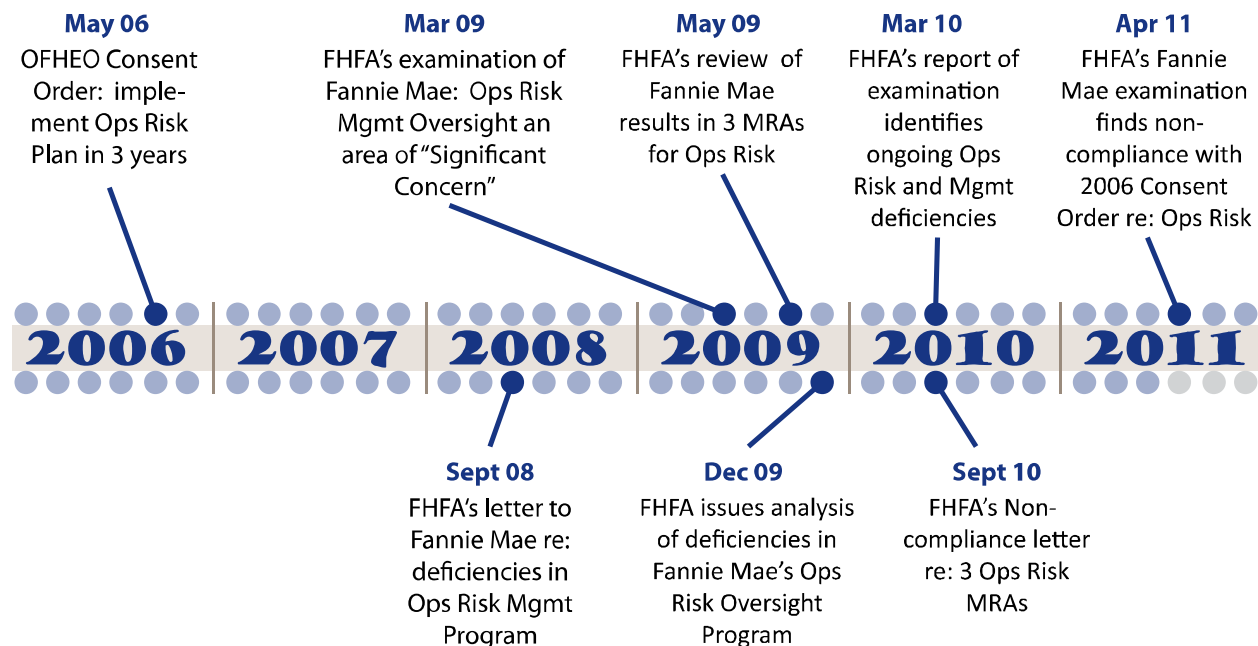 May 06
OFHEO Consent
Order:  imple-
ment Ops Risk
Plan in 3 years
Mar 09
FHFA's examination of
Fannie Mae:  Ops Risk
Mgmt Oversight an
area of "Significant
Concern"
May 09
FHFA's review  of
Fannie Mae
results in 3 MRAs
for Ops Risk
Mar 10
FHFA's report of
examination
identifies
ongoing Ops
Risk and Mgmt
deficiencies
Apr 11
FHFA's Fannie
Mae examination
finds non-
compliance with
2006 Consent
Order re: Ops Risk
2006
2007
2008
2009
2010
2011
Sept 08
FHFA's letter to
Fannie Mae re:
deficiencies in
Ops Risk Mgmt
Program
Dec 09
FHFA issues analysis
of deficiencies in
Fannie Mae's Ops
Risk Oversight
Program
Sept 10
FHFA's Non-
compliance letter
re: 3 Ops Risk
MRAs